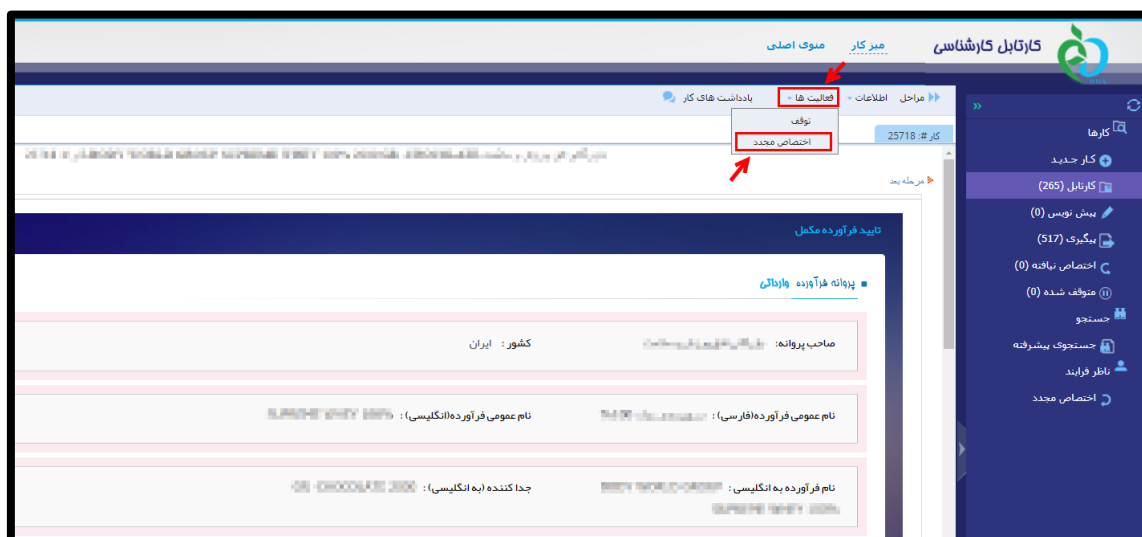 کارتابل کارشناسی
میز کار
منوی اصلی
مراحل
اطلاعات
فعالیت ها
یادداشت های کار
توقف
اختصاص مجدد
کار #: 25718
مرحله بعد
تایید فرآورده مکمل
پروانه فرآورده وارداتی
صاحب پروانه:
کشور : ایران
نام عمومی فرآورده(فارسی) :
نام عمومی فرآورده(انگلیسی) :
نام فرآورده به انگلیسی :
جدا کننده (به انگلیسی) :
کارها
کار جدید
کارتابل (265)
پیش نویس (0)
پیگیری (517)
اختصاص نیافته (0)
متوقف شده (0)
جستجو
جستجوی پیشرفته
ناظر فرایند
اختصاص مجدد